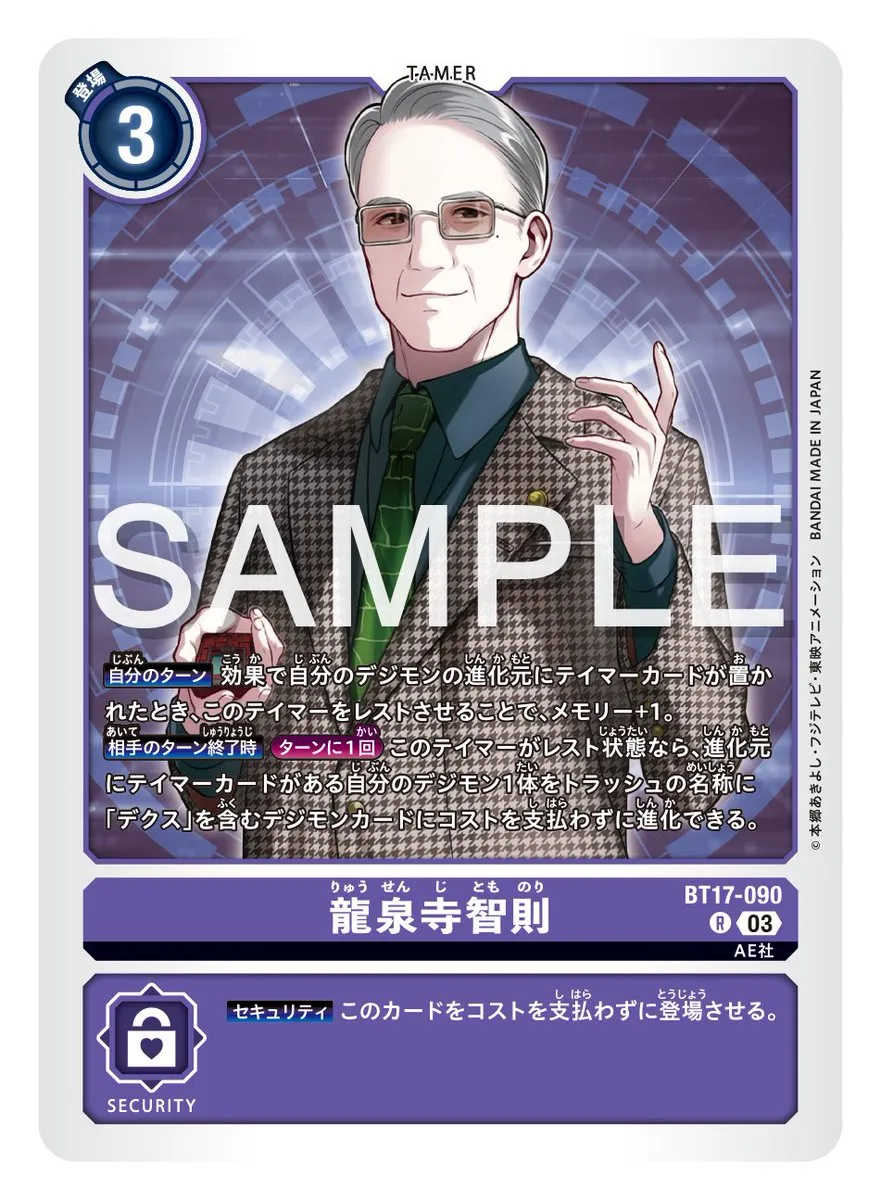 TAMER
登場
3
SAMPLE
自分のターン 効果で自分のデジモンの進化元にテイマーカードが置か
れたとき、このテイマーをレストさせることで、メモリー+1。
相手のターン終了時 ターンに1回 このテイマーがレスト状態なら、進化元
にテイマーカードがある自分のデジモン1体をトラッシュの名称に
「デクス」を含むデジモンカードにコストを支払わずに進化できる。
りゅう せん じ とも のり
龍泉寺智則
BT17-090
R 03
AE社
セキュリティ このカードをコストを支払わずに登場させる。
SECURITY
© 本郷あきよし・フジテレビ・東映アニメーション BANDAI MADE IN JAPAN